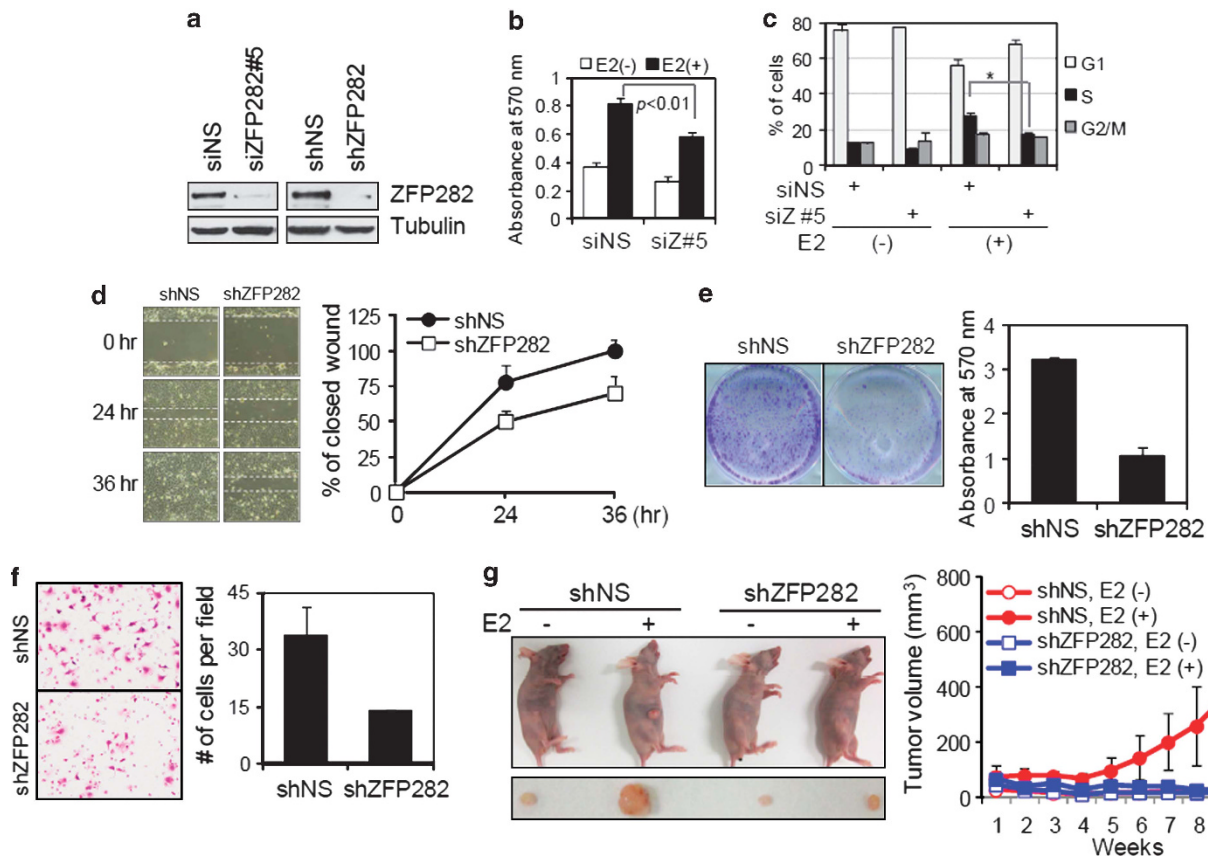 a
siNS
siZFP282#5
shNS
shZFP282
ZFP282
Tubulin
b
E2(-) E2(+)
Absorbance at 570 nm
1
0.8
0.6
0.4
0.2
0
p<0.01
siNS siZ#5
c
% of cells
80
60
40
20
0
*
G1
S
G2/M
siNS + +
siZ #5 + +
E2 (-) (+)
d
shNS shZFP282
0 hr
24 hr
36 hr
% of closed wound
125
100
75
50
25
0
shNS
shZFP282
0 24 36 (hr)
e
shNS shZFP282
Absorbance at 570 nm
4
3
2
1
0
shNS shZFP282
f
shNS
shZFP282
# of cells per field
45
30
15
0
shNS shZFP282
g
shNS shZFP282
E2 - + - +
Tumor volume (mm-3)
800
600
400
200
0
shNS, E2 (-)
shNS, E2 (+)
shZFP282, E2 (-)
shZFP282, E2 (+)
1 2 3 4 5 6 7 8
Weeks